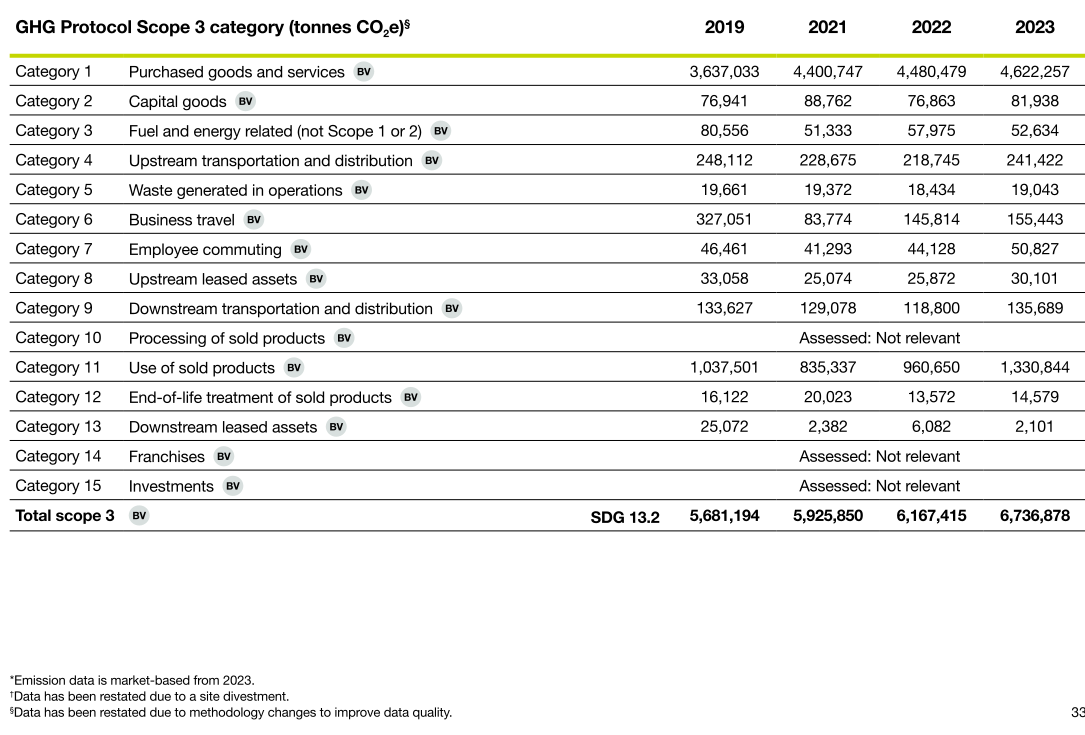 GHG Protocol Scope 3 category (tonnes CO₂e)§ 2019 2021 2022 2023
Category 1 Purchased goods and services BV 3,637,033 4,400,747 4,480,479 4,622,257
Category 2 Capital goods BV 76,941 88,762 76,863 81,938
Category 3 Fuel and energy related (not Scope 1 or 2) BV 80,556 51,333 57,975 52,634
Category 4 Upstream transportation and distribution BV 248,112 228,675 218,745 241,422
Category 5 Waste generated in operations BV 19,661 19,372 18,434 19,043
Category 6 Business travel BV 327,051 83,774 145,814 155,443
Category 7 Employee commuting BV 46,461 41,293 44,128 50,827
Category 8 Upstream leased assets BV 33,058 25,074 25,872 30,101
Category 9 Downstream transportation and distribution BV 133,627 129,078 118,800 135,689
Category 10 Processing of sold products BV Assessed: Not relevant
Category 11 Use of sold products BV 1,037,501 835,337 960,650 1,330,844
Category 12 End-of-life treatment of sold products BV 16,122 20,023 13,572 14,579
Category 13 Downstream leased assets BV 25,072 2,382 6,082 2,101
Category 14 Franchises BV Assessed: Not relevant
Category 15 Investments BV Assessed: Not relevant
Total scope 3 BV SDG 13.2 5,681,194 5,925,850 6,167,415 6,736,878
*Emission data is market-based from 2023.
†Data has been restated due to a site divestment.
§Data has been restated due to methodology changes to improve data quality.
33